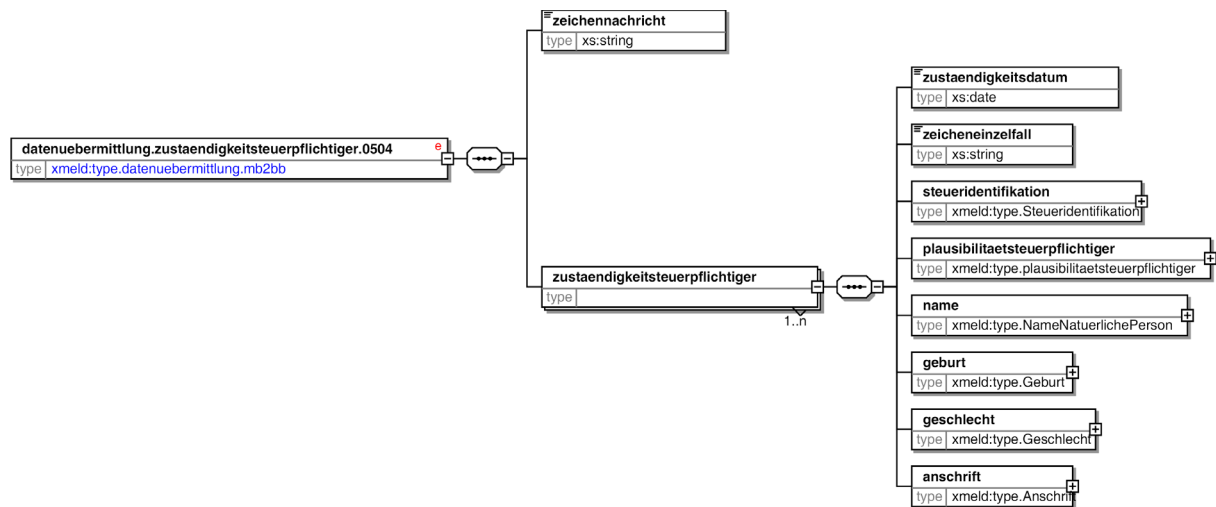 zeichennachricht
type xs:string
zustaendigkeitsdatum
type xs:date
zeicheneinzelfall
type xs:string
datenuebermittlung.zustaendigkeitsteuerpflichtiger.0504 e
type xmeld:type.datenuebermittlung.mb2bb
steueridentifikation
type xmeld:type.Steueridentifikation
plausibilitaetsteuerpflichtiger
type xmeld:type.plausibilitaetsteuerpflichtiger
zustaendigkeitsteuerpflichtiger
type
1..n
name
type xmeld:type.NameNatuerlichePerson
geburt
type xmeld:type.Geburt
geschlecht
type xmeld:type.Geschlecht
anschrift
type xmeld:type.Anschrift